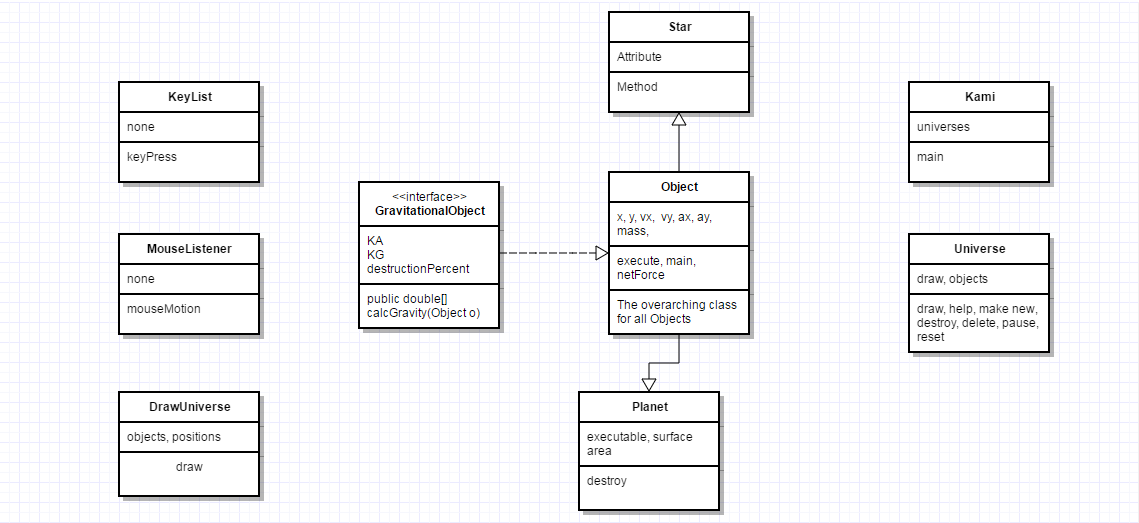 Star
Attribute
Method
KeyList
none
keyPress
Kami
universes
main
<<interface>>
GravitationalObject
KA
KG
destructionPercent
public double[]
calcGravity(Object o)
Object
x, y, vx, vy, ax, ay,
mass,
execute, main,
netForce
The overarching class
for all Objects
MouseListener
none
mouseMotion
Universe
draw, objects
draw, help, make new,
destroy, delete, pause,
reset
DrawUniverse
objects, positions
draw
Planet
executable, surface
area
destroy